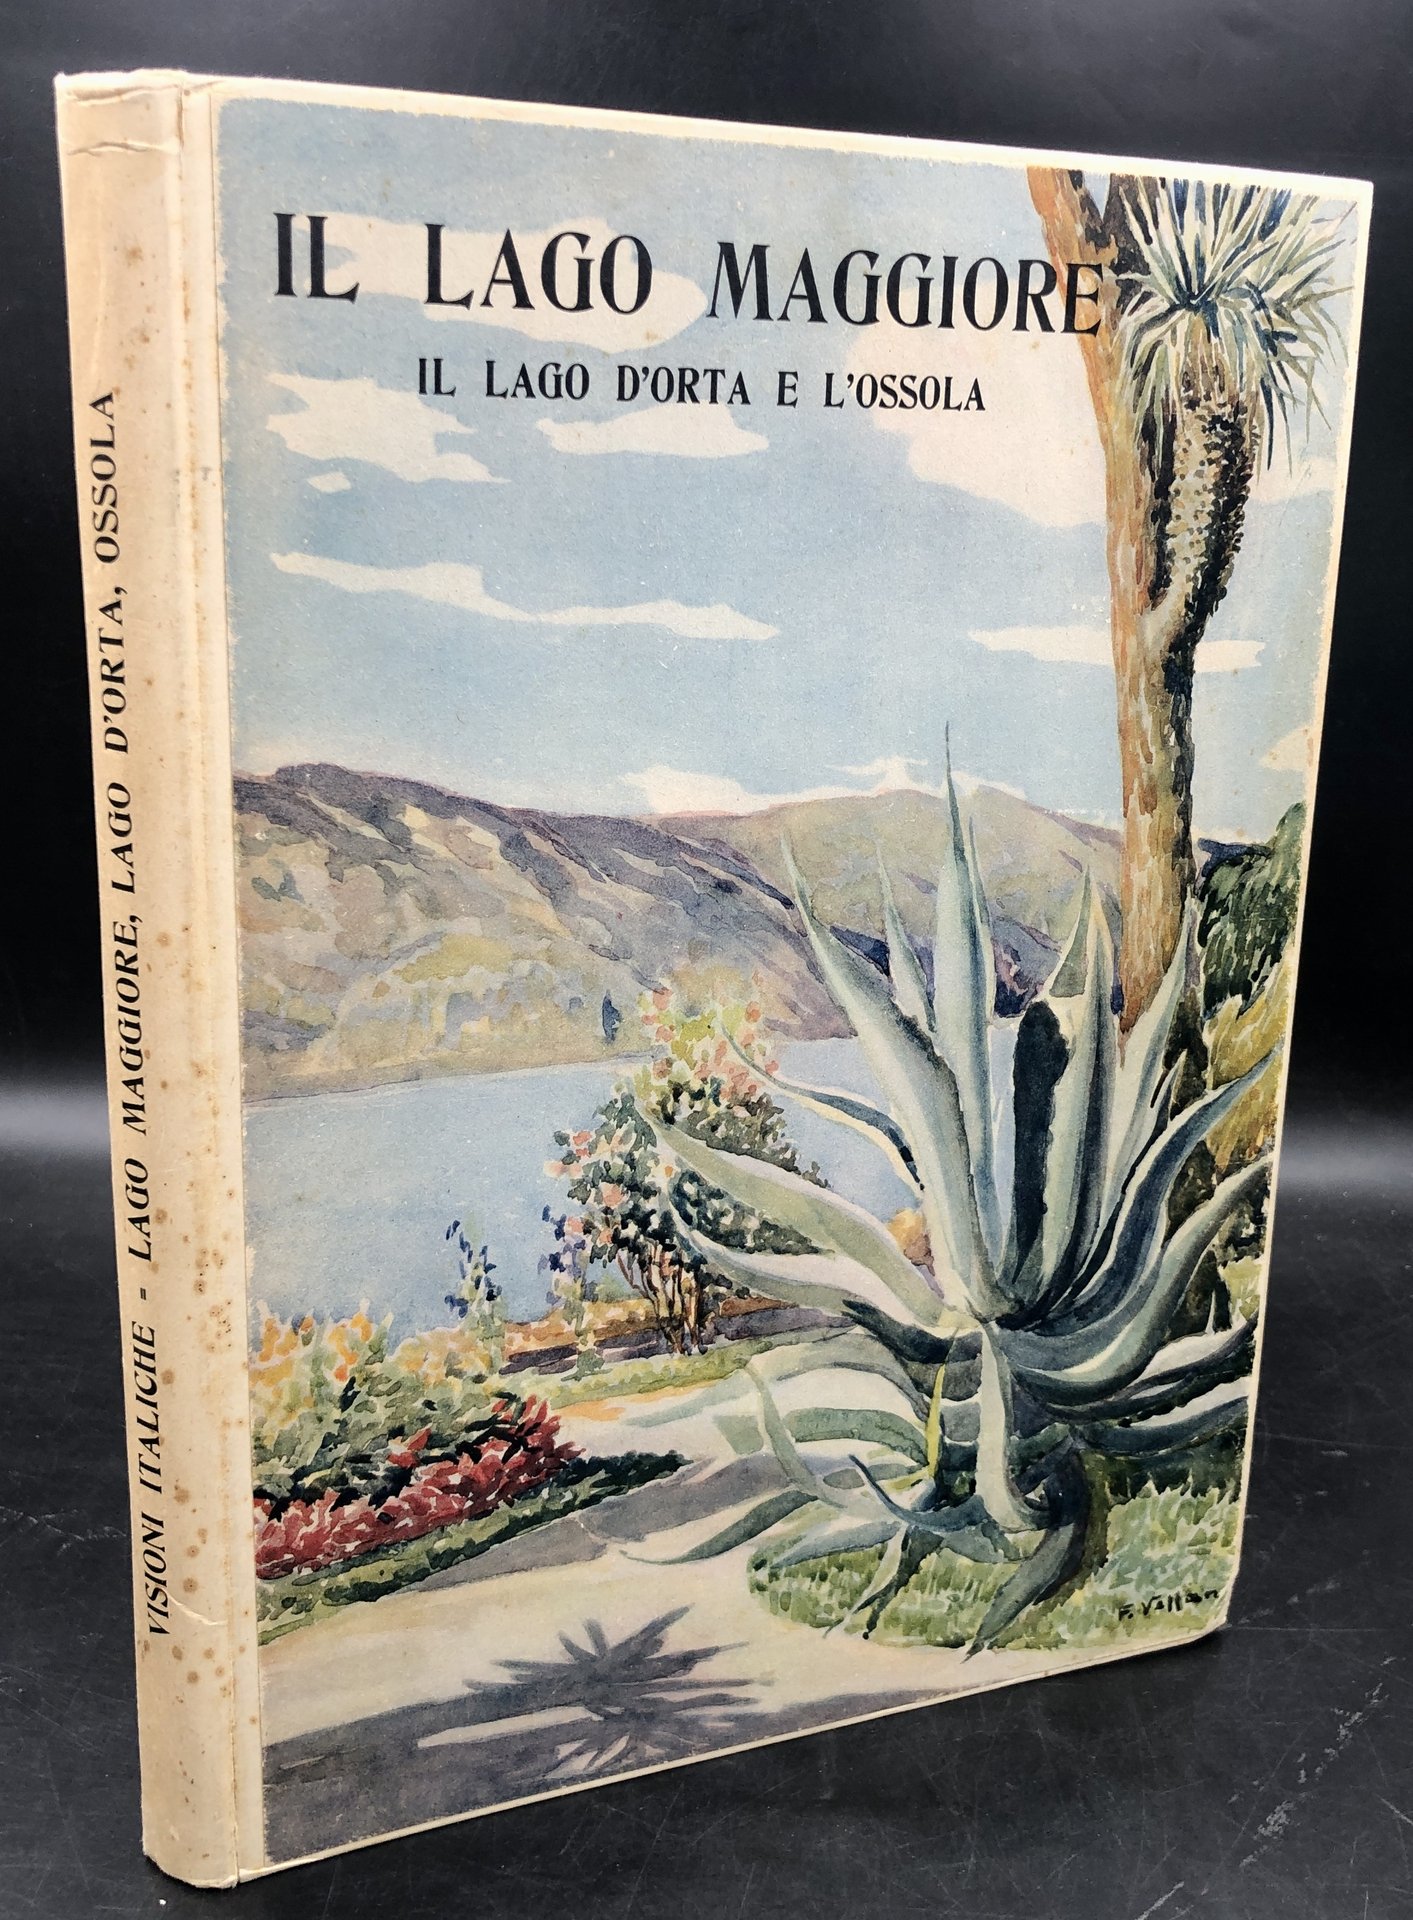 IL LAGO MAGGIORE
IL LAGO D'ORTA E L'OSSOLA
VISIONI ITALICHE - LAGO MAGGIORE, LAGO D'ORTA, OSSOLA